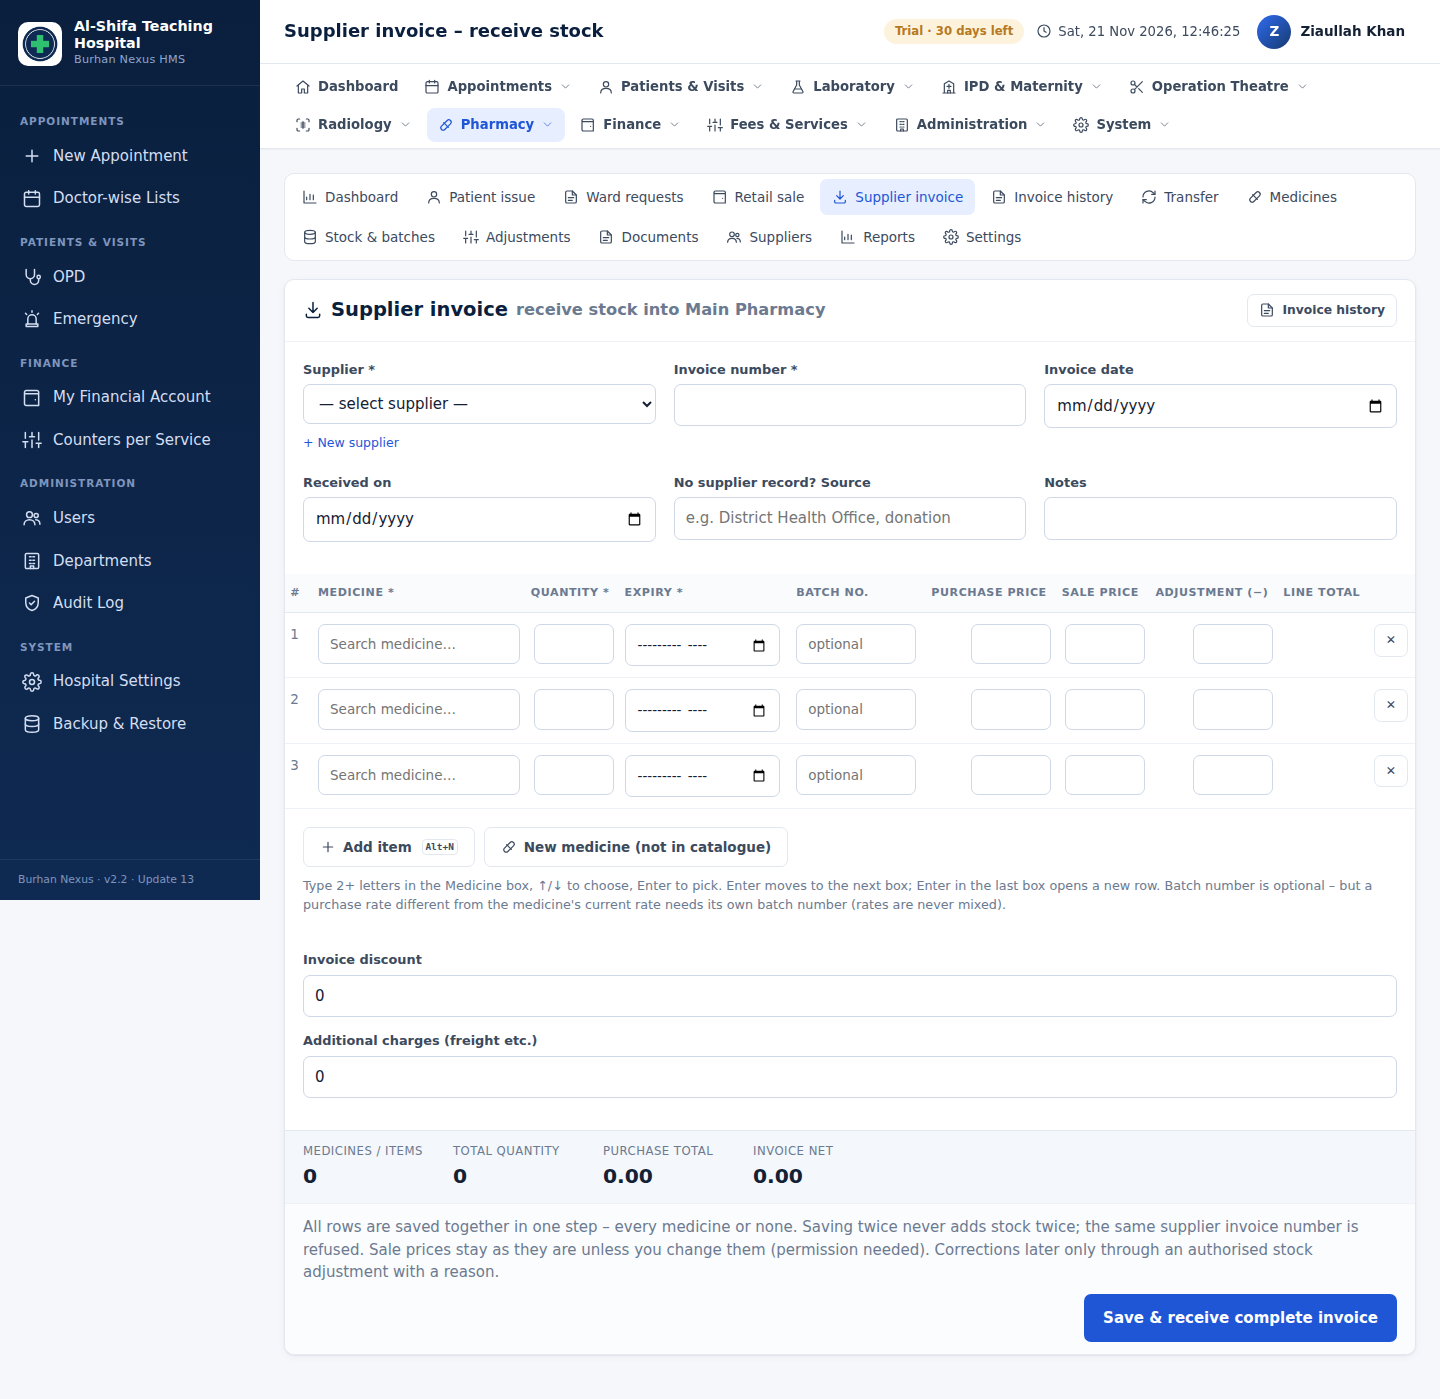 Al-Shifa Teaching
Hospital
Burhan Nexus HMS
Supplier invoice – receive stock
Trial · 30 days left
Sat, 21 Nov 2026, 12:46:25
Z
Ziaullah Khan
Dashboard
Appointments
Patients & Visits
Laboratory
IPD & Maternity
Operation Theatre
Radiology
Pharmacy
Finance
Fees & Services
Administration
System
APPOINTMENTS
New Appointment
Doctor-wise Lists
PATIENTS & VISITS
OPD
Emergency
FINANCE
My Financial Account
Counters per Service
ADMINISTRATION
Users
Departments
Audit Log
SYSTEM
Hospital Settings
Backup & Restore
Burhan Nexus · v2.2 · Update 13
Dashboard
Patient issue
Ward requests
Retail sale
Supplier invoice
Invoice history
Transfer
Medicines
Stock & batches
Adjustments
Documents
Suppliers
Reports
Settings
Supplier invoice receive stock into Main Pharmacy
Invoice history
Supplier *
Invoice number *
Invoice date
— select supplier —
mm/dd/yyyy
+ New supplier
Received on
No supplier record? Source
Notes
mm/dd/yyyy
e.g. District Health Office, donation
# MEDICINE * QUANTITY * EXPIRY * BATCH NO. PURCHASE PRICE SALE PRICE ADJUSTMENT (−) LINE TOTAL
1 Search medicine... --------- ---- optional ✕
2 Search medicine... --------- ---- optional ✕
3 Search medicine... --------- ---- optional ✕
+ Add item Alt+N
New medicine (not in catalogue)
Type 2+ letters in the Medicine box, ↑/↓ to choose, Enter to pick. Enter moves to the next box; Enter in the last box opens a new row. Batch number is optional – but a
purchase rate different from the medicine's current rate needs its own batch number (rates are never mixed).
Invoice discount
0
Additional charges (freight etc.)
0
MEDICINES / ITEMS TOTAL QUANTITY PURCHASE TOTAL INVOICE NET
0 0 0.00 0.00
All rows are saved together in one step – every medicine or none. Saving twice never adds stock twice; the same supplier invoice number is
refused. Sale prices stay as they are unless you change them (permission needed). Corrections later only through an authorised stock
adjustment with a reason.
Save & receive complete invoice